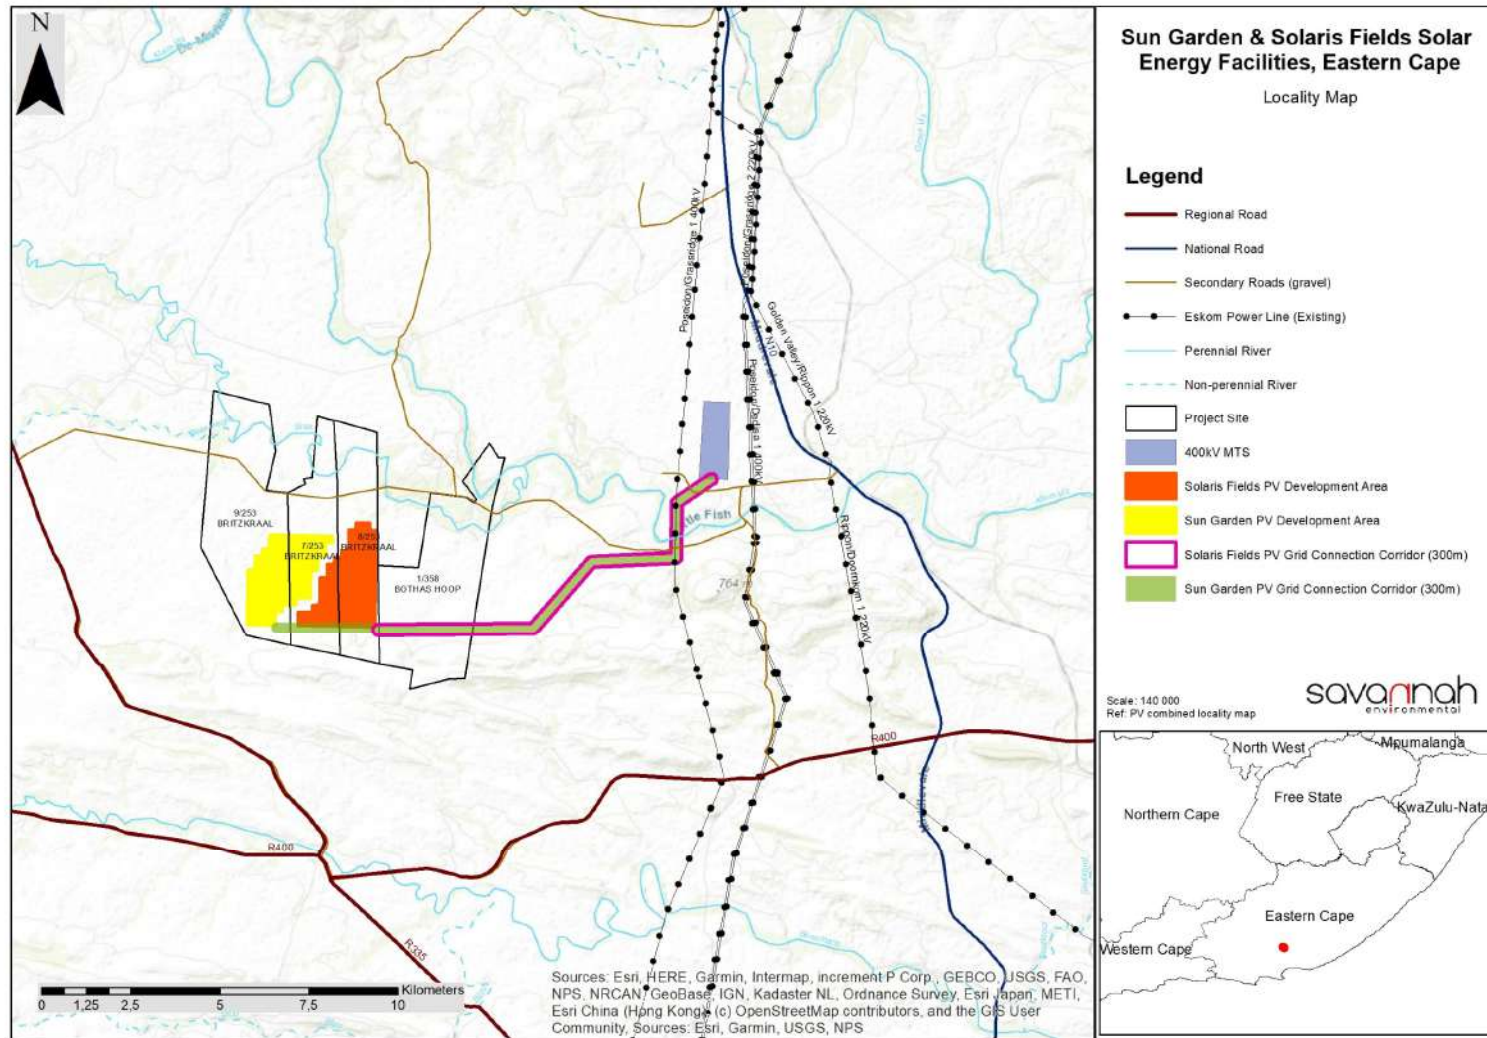 N
Poseidon/Grassridge 1 400kV
Golden Valley/Rippon 1 220kV
N10
Middlevale
Poseidon/Dedisa 1 400kV
Rippon/Doornkom 1 220kV
Little Fish
764 m
9/253
BRITZKRAAL
7/253
BRITZKRAAL
8/253
BRITZKRAAL
1/358
BOTHAS HOOP
R400
R400
R335
Kilometers
0 1,25 2,5 5 7,5 10
Sources: Esri, HERE, Garmin, Intermap, increment P Corp., GEBCO, USGS, FAO,
NPS, NRCAN, GeoBase, IGN, Kadaster NL, Ordnance Survey, Esri Japan, METI,
Esri China (Hong Kong), (c) OpenStreetMap contributors, and the GIS User
Community, Sources: Esri, Garmin, USGS, NPS
Sun Garden & Solaris Fields Solar
Energy Facilities, Eastern Cape
Locality Map
Legend
Regional Road
National Road
Secondary Roads (gravel)
Eskom Power Line (Existing)
Perennial River
Non-perennial River
Project Site
400kV MTS
Solaris Fields PV Development Area
Sun Garden PV Development Area
Solaris Fields PV Grid Connection Corridor (300m)
Sun Garden PV Grid Connection Corridor (300m)
Scale: 140 000
Ref: PV combined locality map
savannah
environmental
North West
Mpumalanga
Free State
KwaZulu-Nata
Northern Cape
Eastern Cape
Western Cape